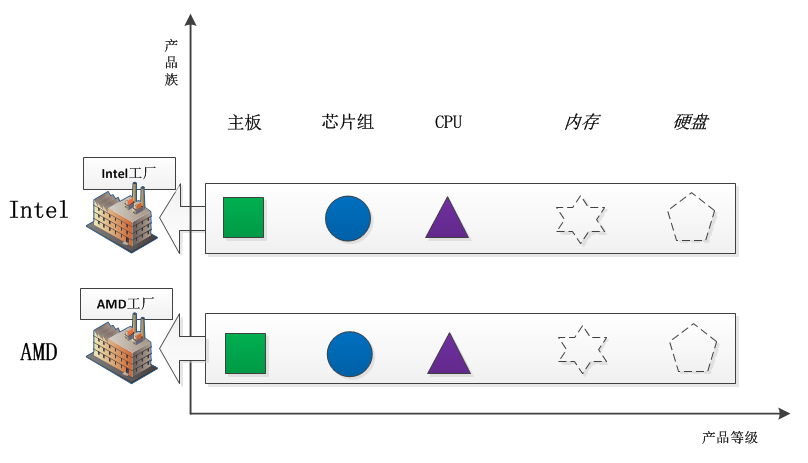 产品族
主板 芯片组 CPU 内存 硬盘
Intel工厂
Intel
AMD工厂
AMD
产品等级